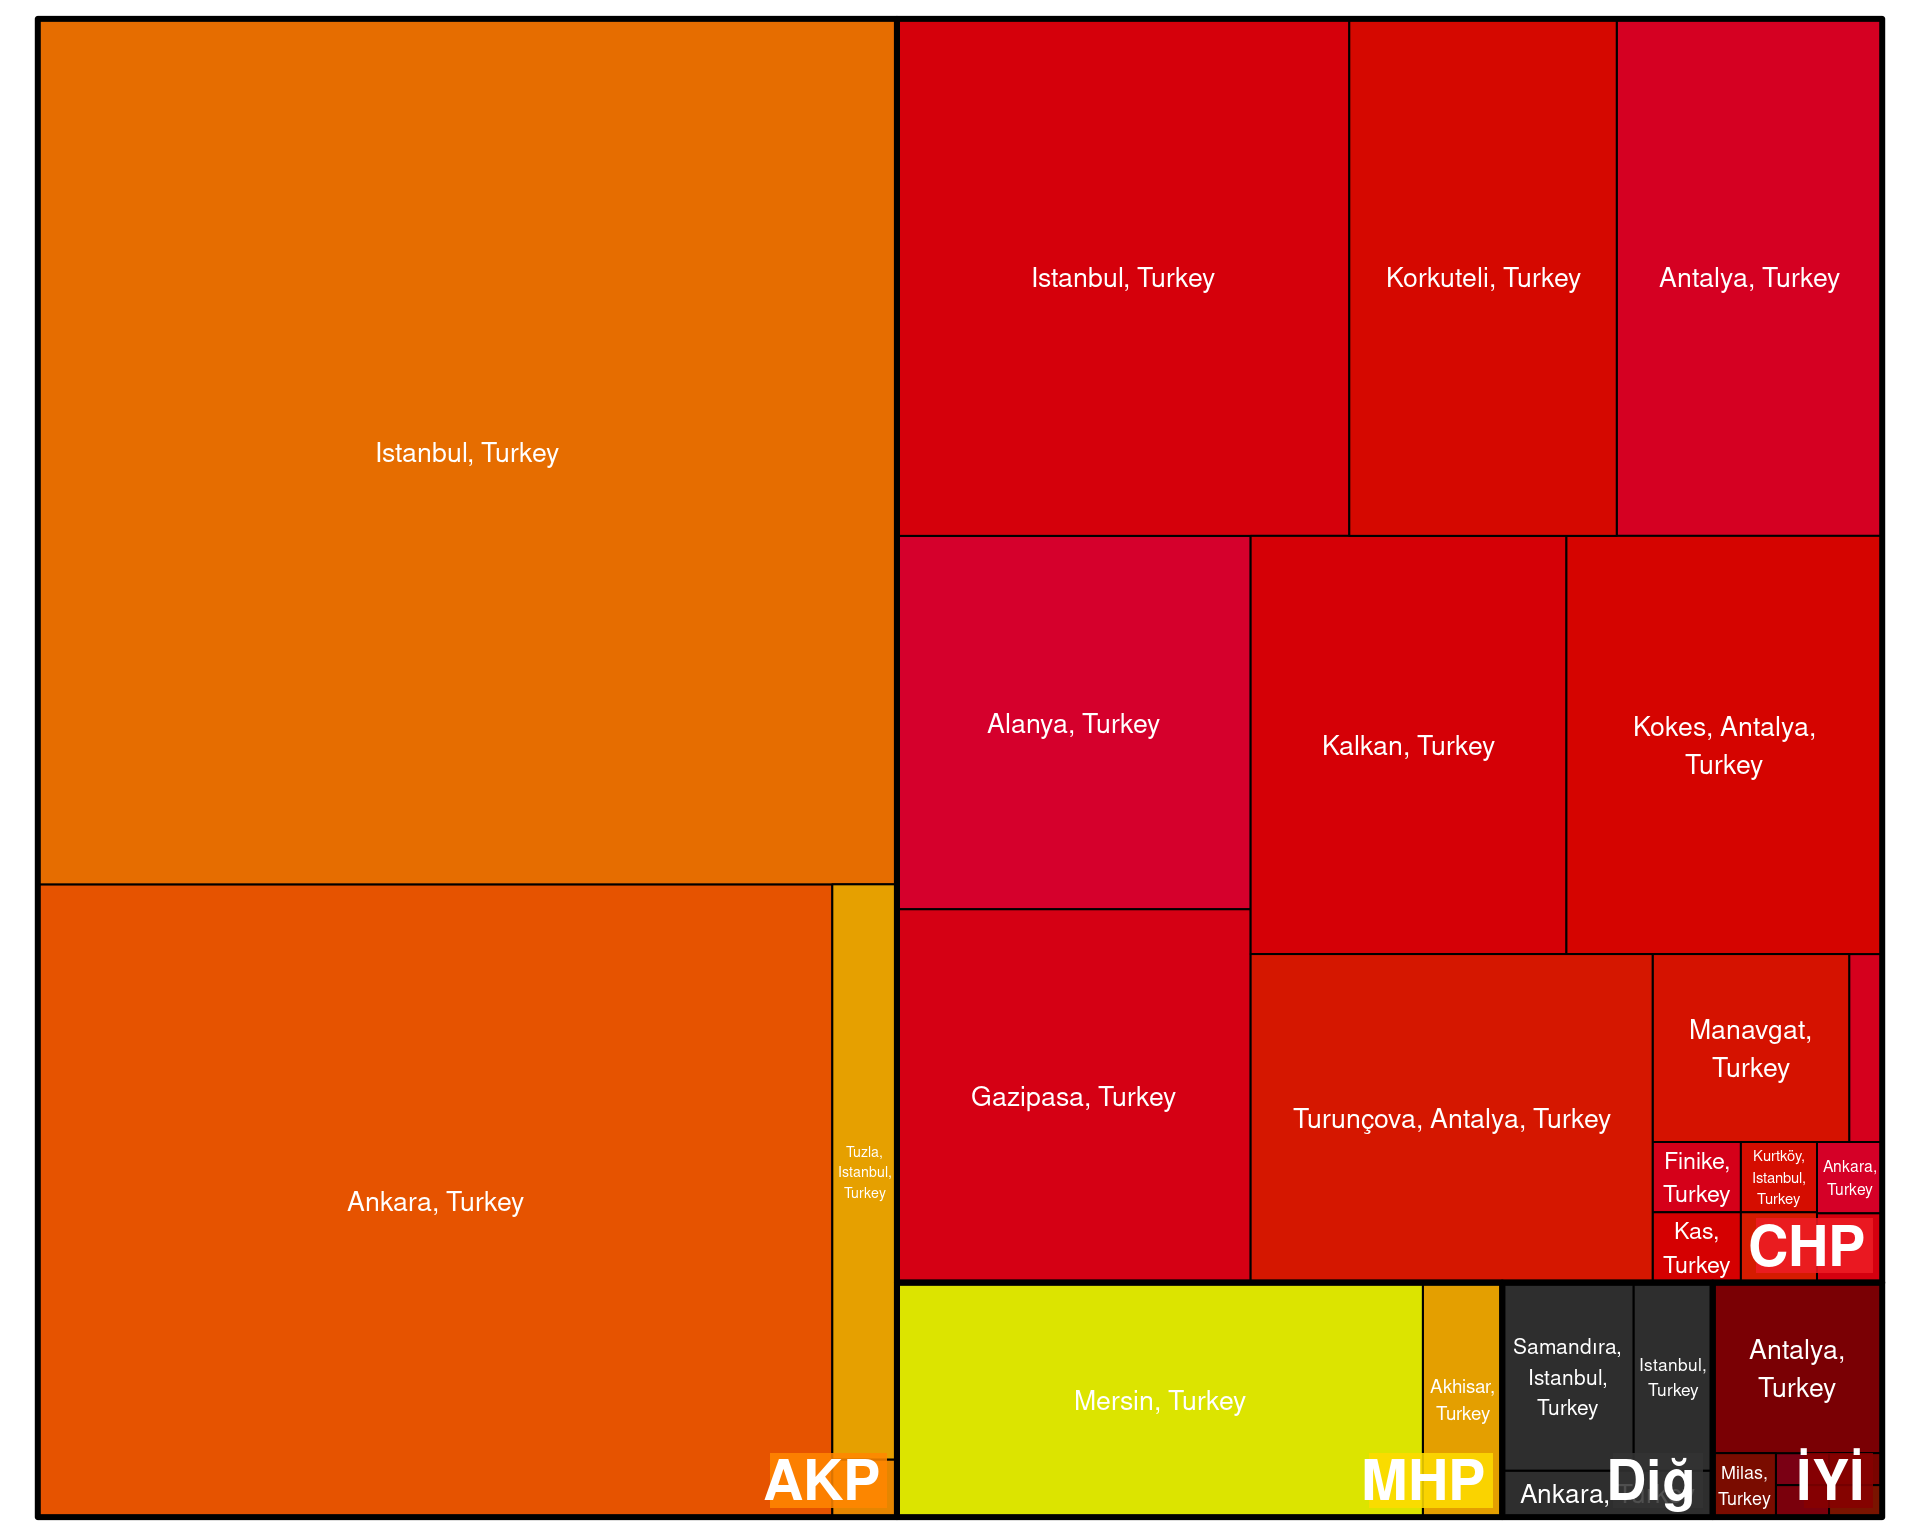 Istanbul, Turkey
Ankara, Turkey
Tuzla,
Istanbul,
Turkey
AKP
Istanbul, Turkey
Korkuteli, Turkey
Antalya, Turkey
Alanya, Turkey
Kalkan, Turkey
Kokes, Antalya,
Turkey
Gazipasa, Turkey
Turunçova, Antalya, Turkey
Manavgat,
Turkey
Finike,
Turkey
Kurtköy,
Istanbul,
Turkey
Ankara,
Turkey
Kas,
Turkey
CHP
Mersin, Turkey
Akhisar,
Turkey
MHP
Samandıra,
Istanbul,
Turkey
Istanbul,
Turkey
Ankara, Turkey
Diğ
Antalya,
Turkey
Milas,
Turkey
İYİ